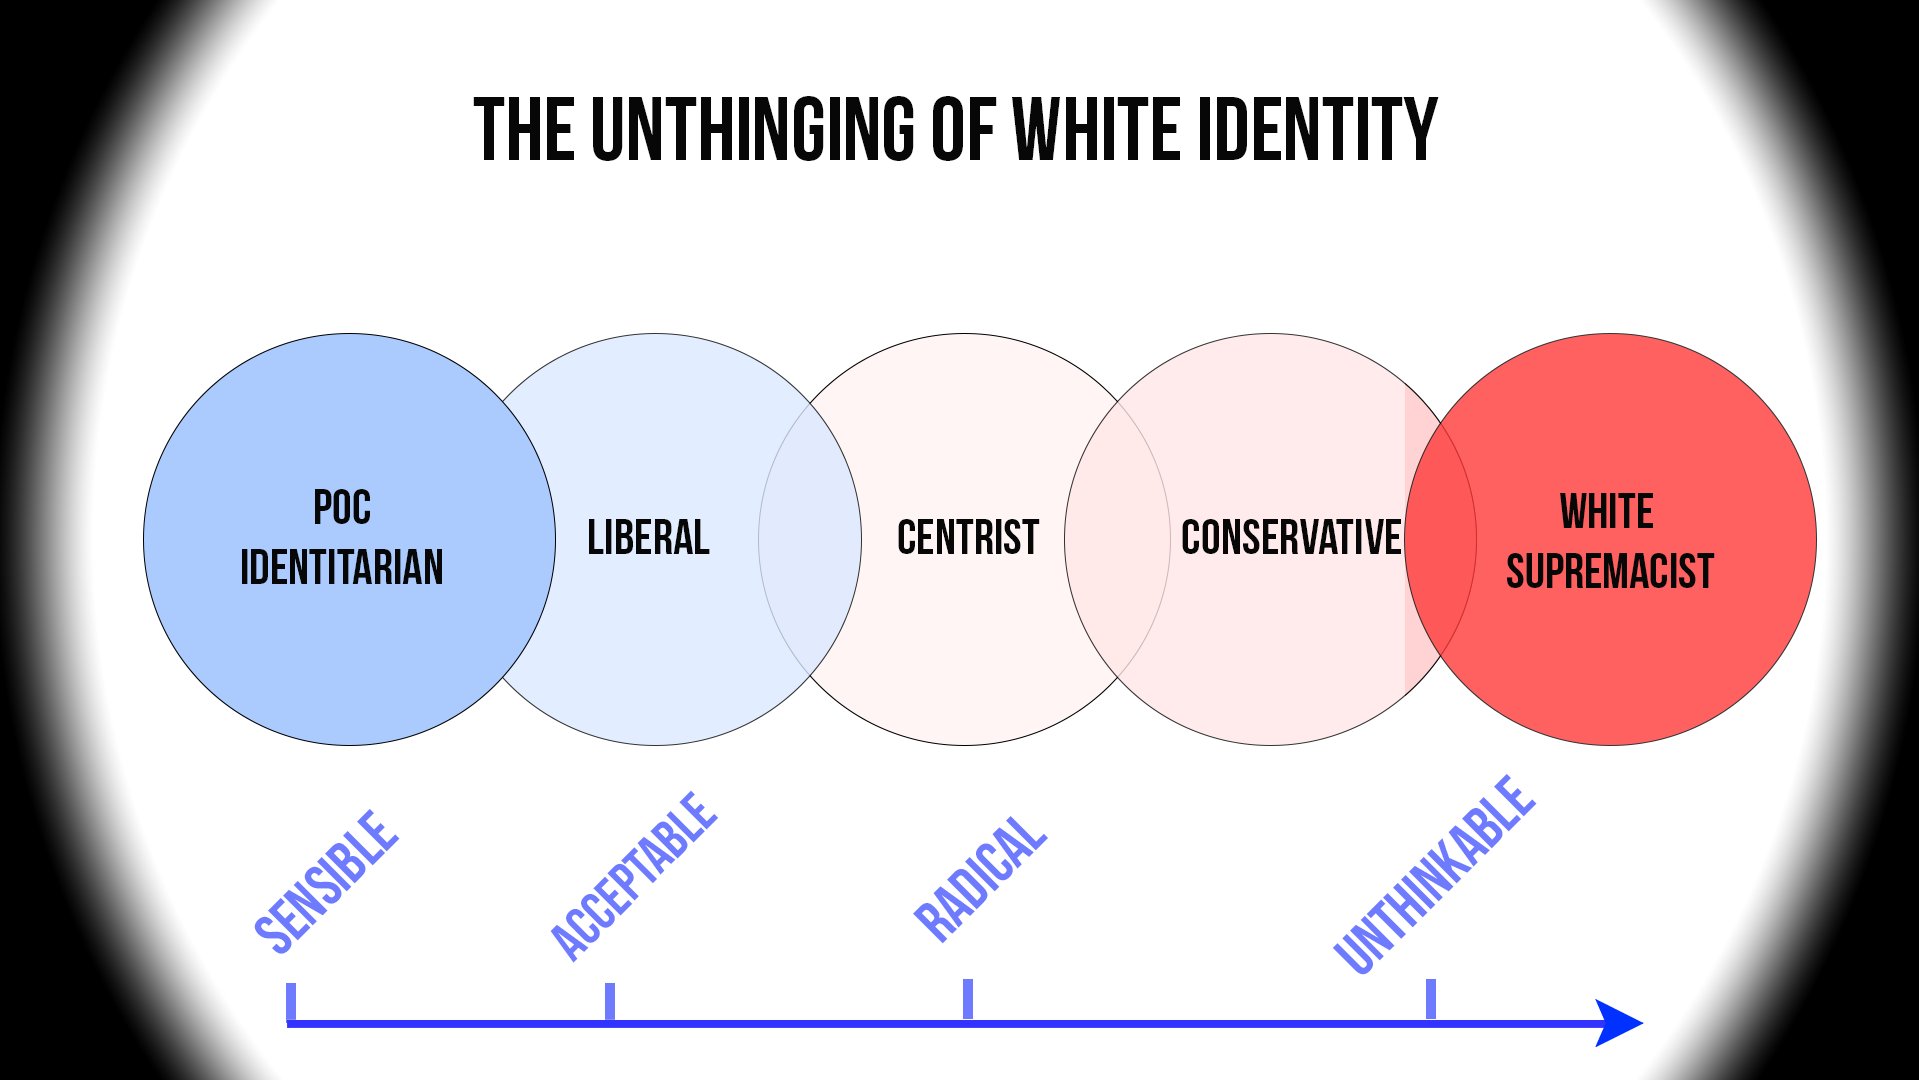 THE UNTHINGING OF WHITE IDENTITY
POC
IDENTITARIAN
LIBERAL
CENTRIST
CONSERVATIVE
WHITE
SUPREMACIST
SENSIBLE
ACCEPTABLE
RADICAL
UNTHINKABLE